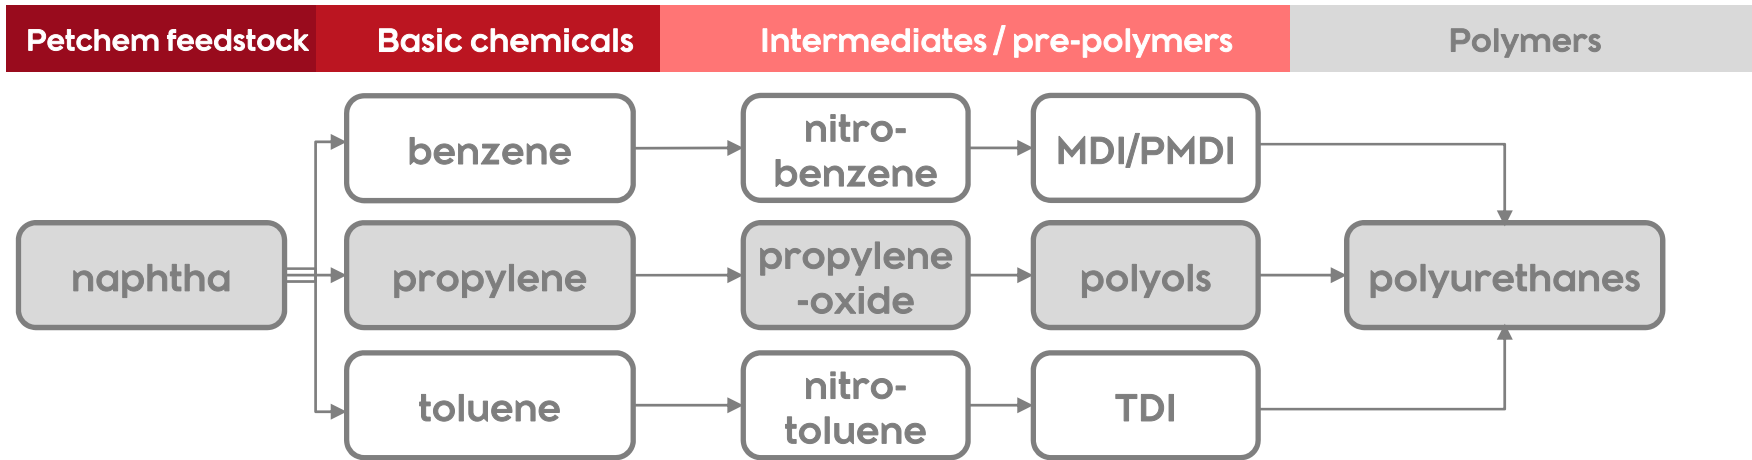 Petchem feedstock
Basic chemicals
Intermediates / pre-polymers
Polymers
benzene
nitro-
benzene
MDI/PMDI
naphtha
propylene
propylene
-oxide
polyols
polyurethanes
toluene
nitro-
toluene
TDI